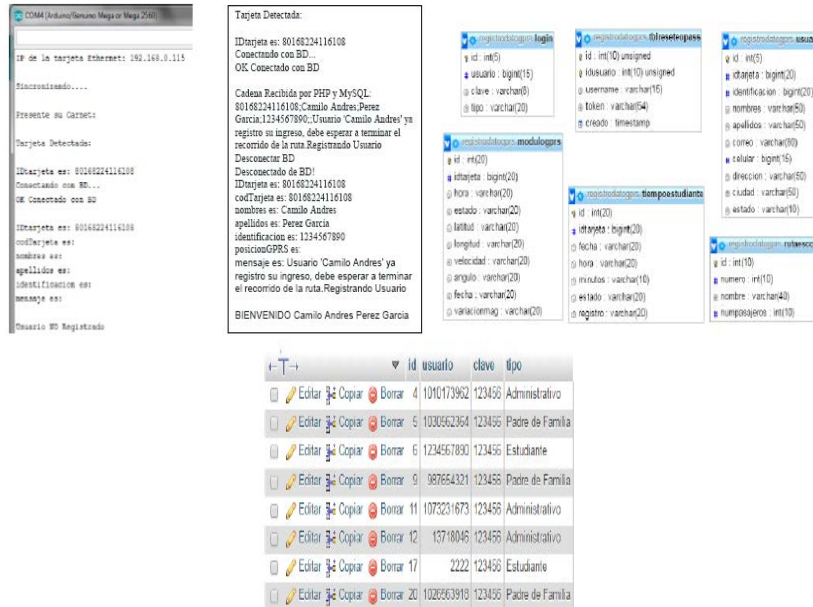 COM4 (Arduino/Genuino Mega or Mega 2560)
IP de la tarjeta Ethernet: 192.168.0.115
Sincronizando....
Presente su Carnet:
Tarjeta Detectada:
IDtarjeta es: 80168224116108
Conectando con BD...
OK Conectado con BD
IDtarjeta es: 80168224116108
codTarjeta es:
nombres es:
apellidos es:
identificacion es:
mensaje es:
Usuario NO Registrado
Tarjeta Detectada:
IDtarjeta es: 80168224116108
Conectando con BD...
OK Conectado con BD
Cadena Recibida por PHP y MySQL:
80168224116108;Camilo Andres;Perez
Garcia;1234567890;;Usuario 'Camilo Andres' ya
registro su ingreso, debe esperar a terminar el
recorrido de la ruta.Registrando Usuario
Desconectar BD
Desconectado de BD!
IDtarjeta es: 80168224116108
codTarjeta es: 80168224116108
nombres es: Camilo Andres
apellidos es: Perez Garcia
identificacion es: 1234567890
posicionGPRS es:
mensaje es: Usuario 'Camilo Andres' ya
registro su ingreso, debe esperar a terminar
el recorrido de la ruta.Registrando Usuario
BIENVENIDO Camilo Andres Perez Garcia
registrodatogprs.login
id : int(5)
usuario : bigint(15)
clave : varchar(8)
tipo : varchar(20)
registrodatogprs.tblreseteopass
id : int(10) unsigned
idusuario : int(10) unsigned
username : varchar(15)
token : varchar(64)
creado : timestamp
id : int(5)
idtarjeta : bigint(20)
identificacion : bigint(20)
nombres : varchar(50)
apellidos : varchar(50)
correo : varchar(80)
celular : bigint(15)
direccion : varchar(50)
ciudad : varchar(50)
estado : varchar(10)
registrodatogprs.modulogprs
id : int(20)
idtarjeta : bigint(20)
hora : varchar(20)
estado : varchar(20)
latitud : varchar(20)
longitud : varchar(20)
velocidad : varchar(20)
angulo : varchar(20)
fecha : varchar(20)
variacionmag : varchar(20)
registrodatogprs.tiempoestudiante
id : int(20)
idtarjeta : bigint(20)
fecha : varchar(20)
hora : varchar(20)
minutos : varchar(10)
estado : varchar(20)
registro : varchar(20)
id : int(10)
numero : int(10)
nombre : varchar(40)
numpasajeros : int(10)
id usuario clave tipo
Editar Copiar Borrar 4 1010173962 123456 Administrativo
Editar Copiar Borrar 5 1030562364 123456 Padre de Familia
Editar Copiar Borrar 6 1234567890 123456 Estudiante
Editar Copiar Borrar 9 987654321 123456 Padre de Familia
Editar Copiar Borrar 11 1073231673 123456 Administrativo
Editar Copiar Borrar 12 13718046 123456 Administrativo
Editar Copiar Borrar 17 2222 123456 Estudiante
Editar Copiar Borrar 20 1026563918 123456 Padre de Familia